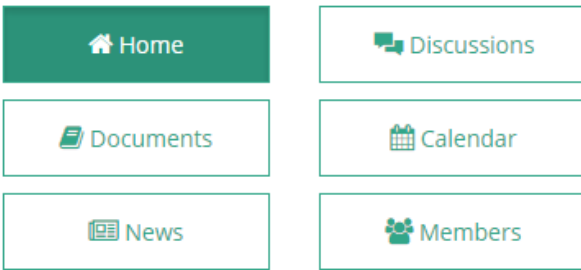 Home
Discussions
Documents
Calendar
News
Members